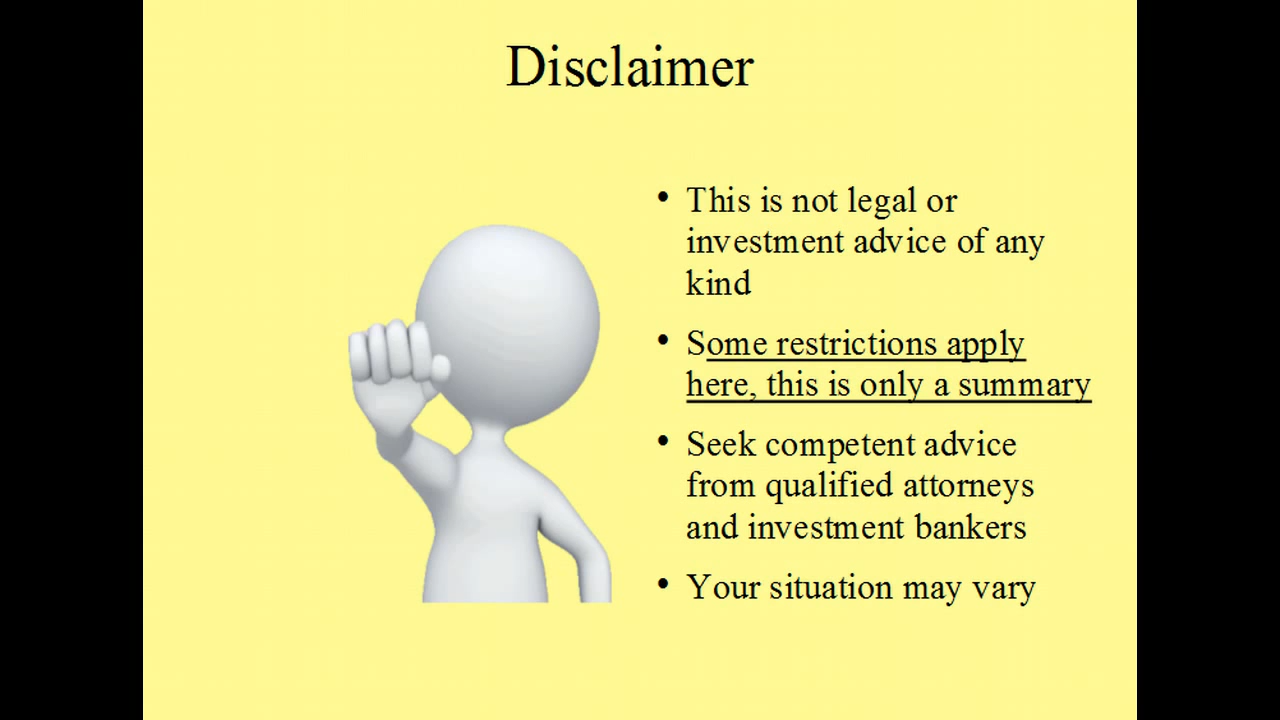 Disclaimer
• This is not legal or
investment advice of any
kind
• Some restrictions apply
here, this is only a summary
• Seek competent advice
from qualified attorneys
and investment bankers
• Your situation may vary